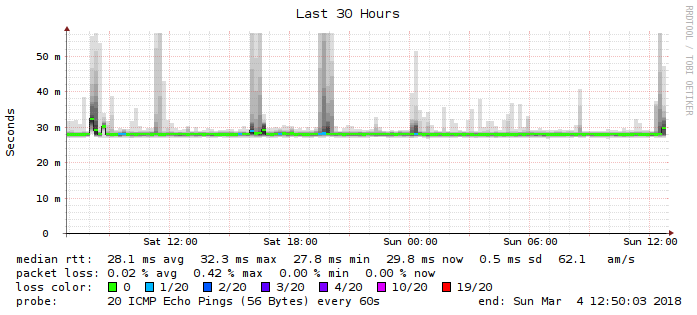 Last 30 Hours
RRDTOOL / TOBI OETIKER
Seconds
50 m
40 m
30 m
20 m
10 m
0
Sat 12:00 Sat 18:00 Sun 00:00 Sun 06:00 Sun 12:00
median rtt: 28.1 ms avg 32.3 ms max 27.8 ms min 29.8 ms now 0.5 ms sd 62.1 am/s
packet loss: 0.02 % avg 0.42 % max 0.00 % min 0.00 % now
loss color: 0 1/20 2/20 3/20 4/20 10/20 19/20
probe: 20 ICMP Echo Pings (56 Bytes) every 60s end: Sun Mar 4 12:50:03 2018